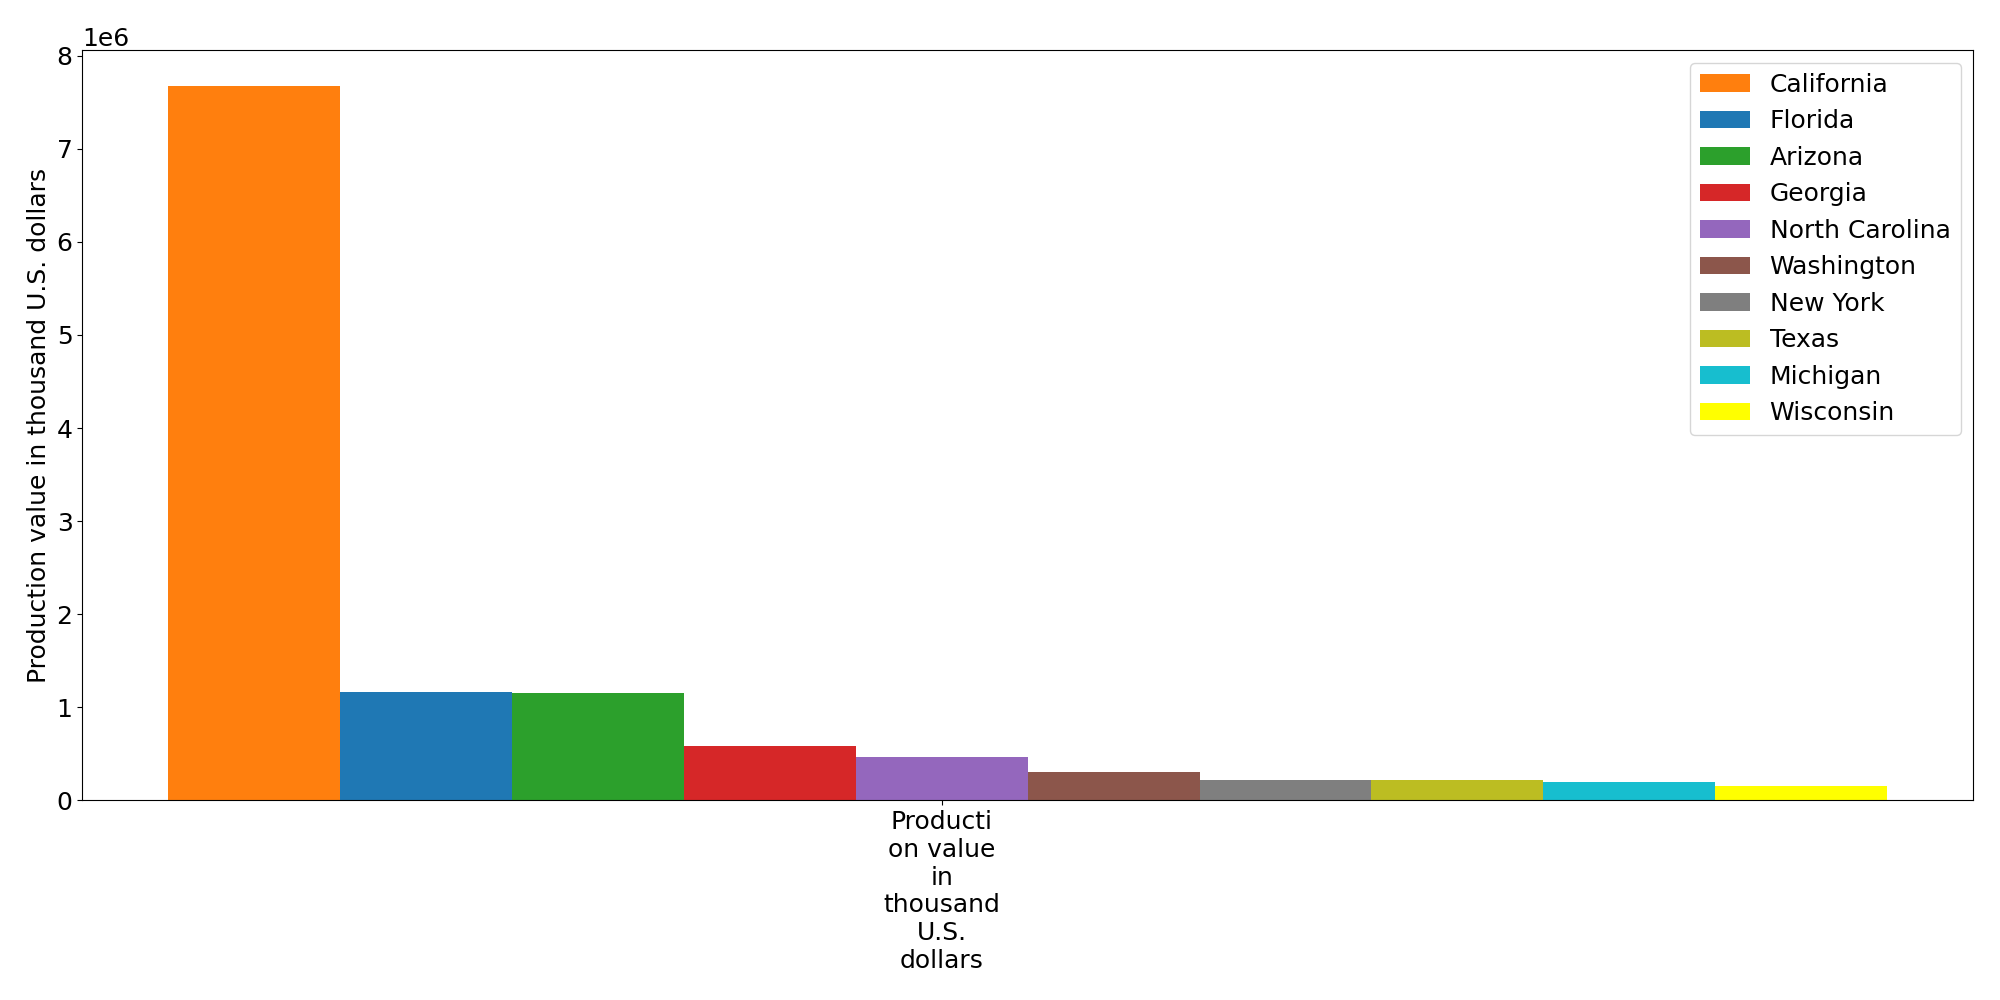 1e6
8
7
6
5
4
3
2
1
0
Production value in thousand U.S. dollars
California
Florida
Arizona
Georgia
North Carolina
Washington
New York
Texas
Michigan
Wisconsin
Producti
on value
in
thousand
U.S.
dollars